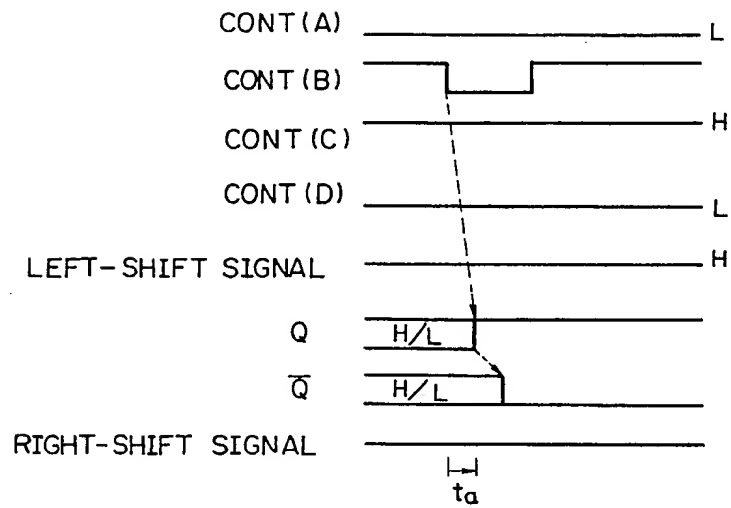 CONT(A) L
CONT(B)
CONT(C) H
CONT(D) L
LEFT-SHIFT SIGNAL H
Q H/L
Q̅ H/L
RIGHT-SHIFT SIGNAL
ta